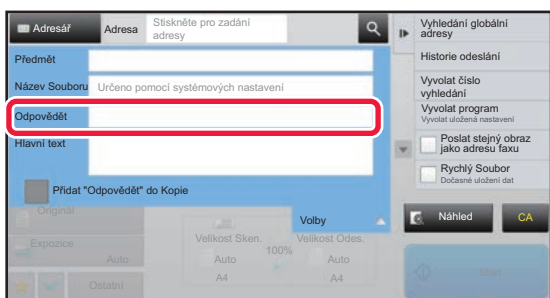 Adresář
Adresa
Stiskněte pro zadání
adresy
Předmět
Název Souboru
Určeno pomocí systémových nastavení
Odpovědět
Hlavní text
Přidat "Odpovědět" do Kopie
Originál
Volby
Expozice
Auto
Velikost Sken.
100%
Velikost Odes.
Auto
Auto
A4
A4
Ostatní
Vyhledání globální
adresy
Historie odeslání
Vyvolat číslo
vyhledání
Vyvolat program
Vyvolat uložená nastavení
Poslat stejný obraz
jako adresu faxu
Rychlý Soubor
Dočasné uložení dat
Náhled
CA
Start